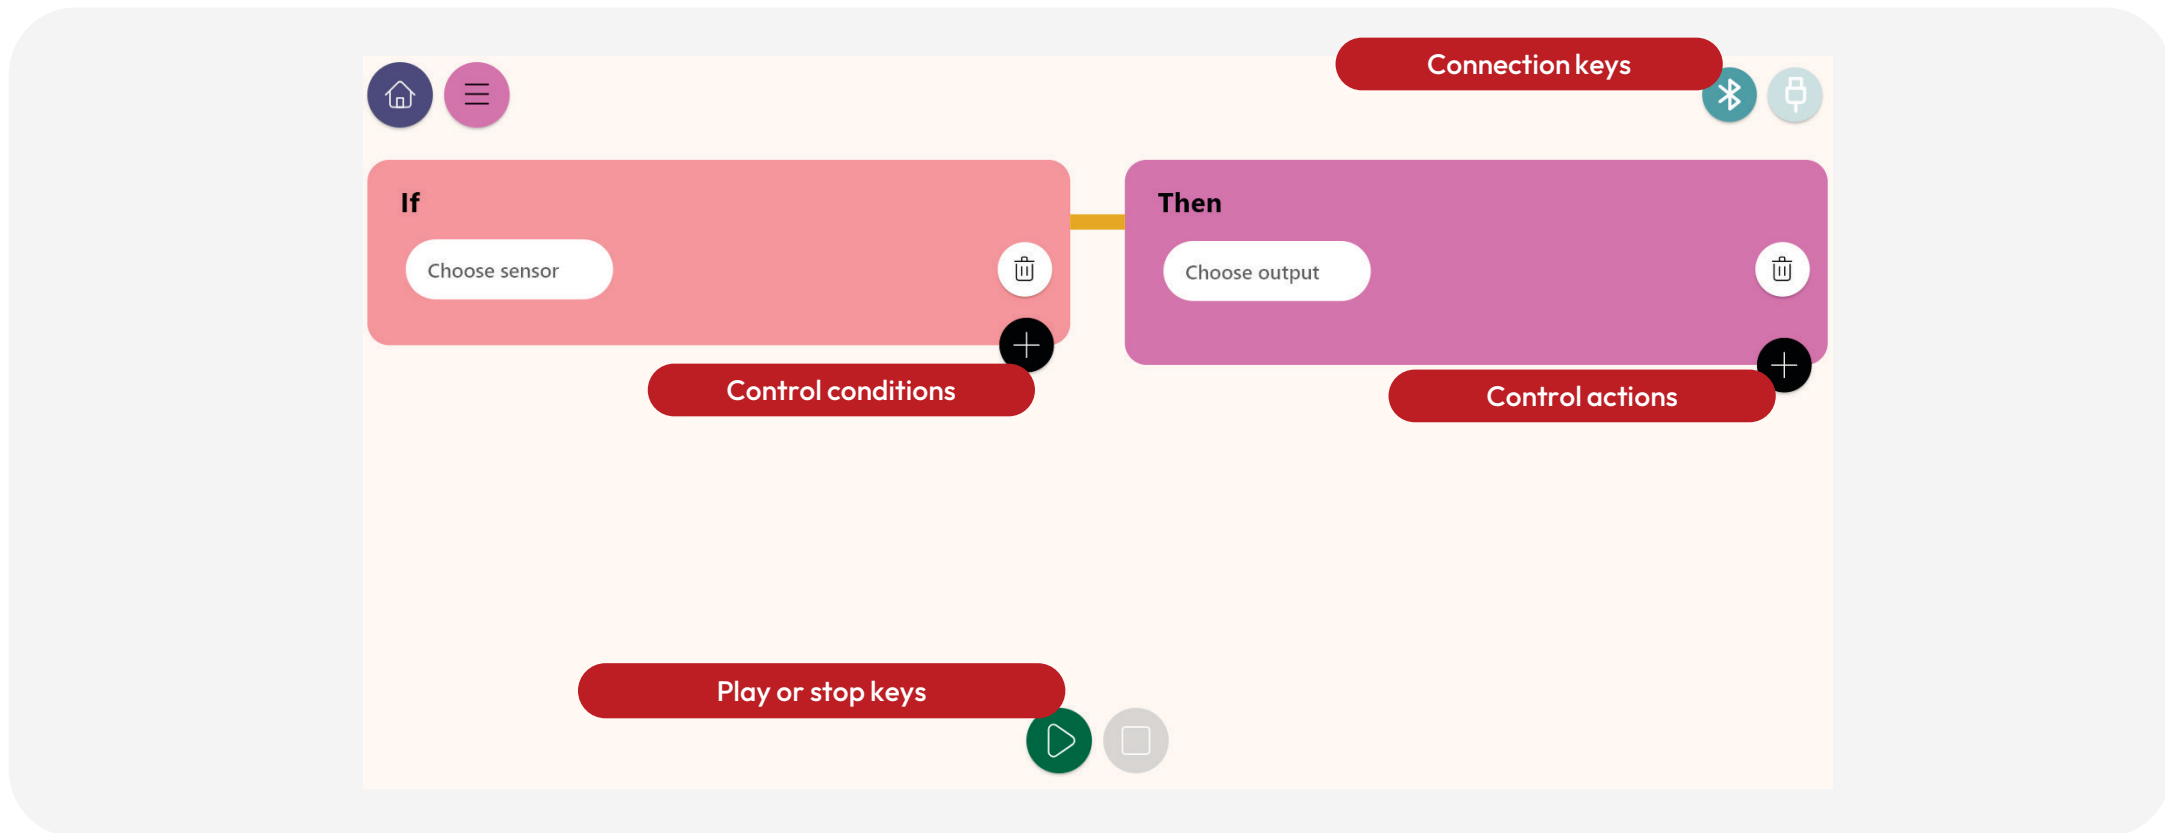 Connection keys
If
Then
Choose sensor
Choose output
Control conditions
Control actions
Play or stop keys